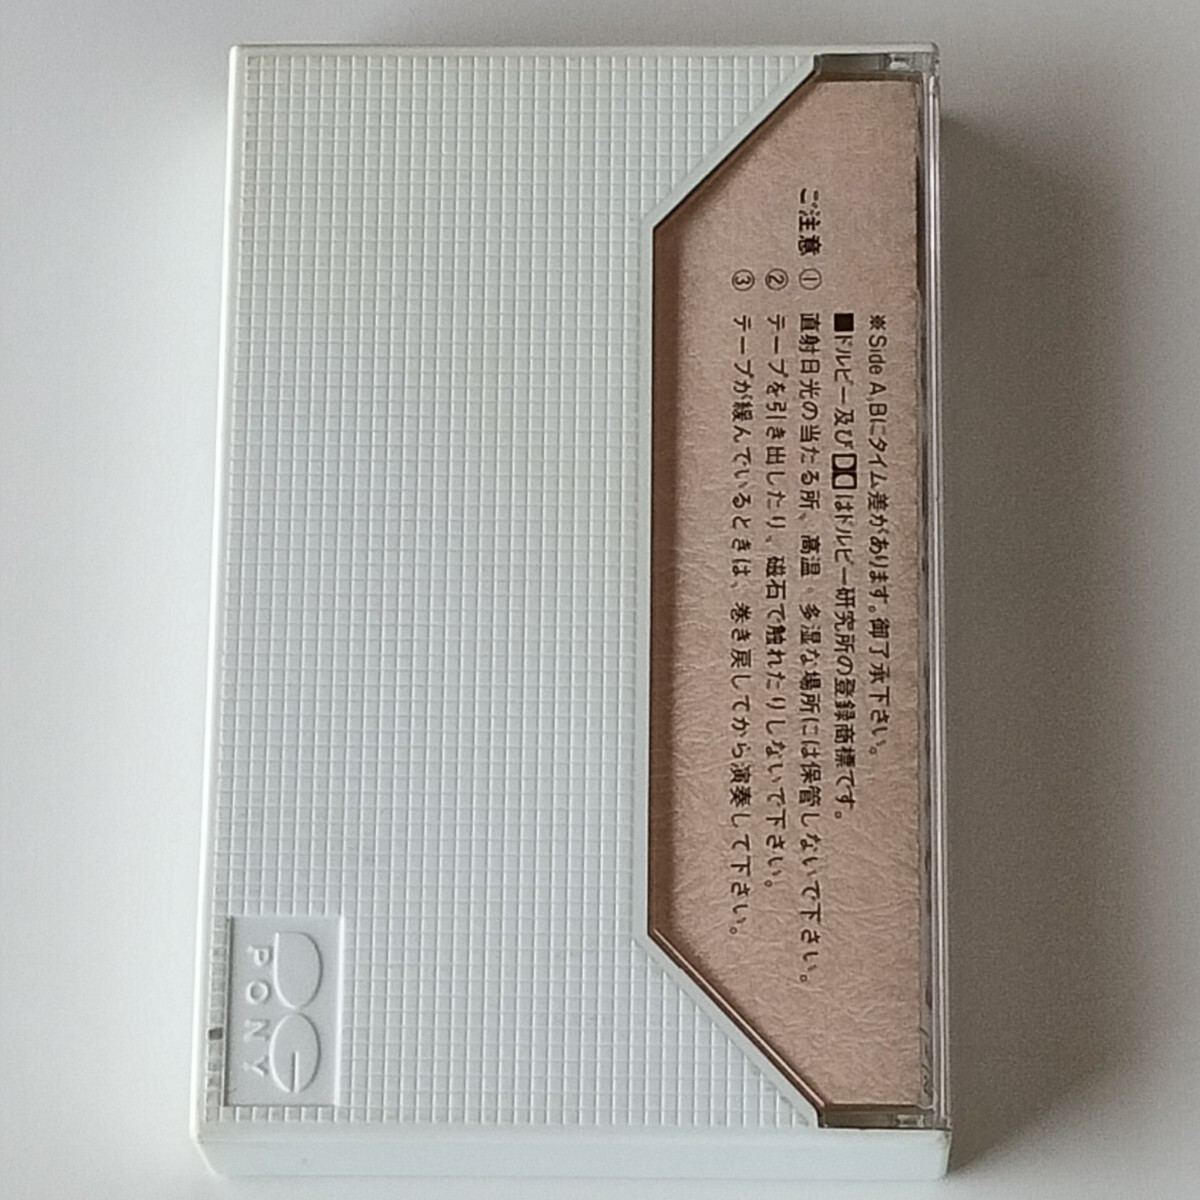 ※Side A,Bにタイム差があります。御了承下さい。
■ドルビー及びはドルビー研究所の登録商標です。
ご注意 ① 直射日光の当たる所、高温・多湿な場所には保管しないで下さい。
② テープを引き出したり、磁石で触れたりしないで下さい。
③ テープが緩んでいるときは、巻き戻してから演奏して下さい。
PONY